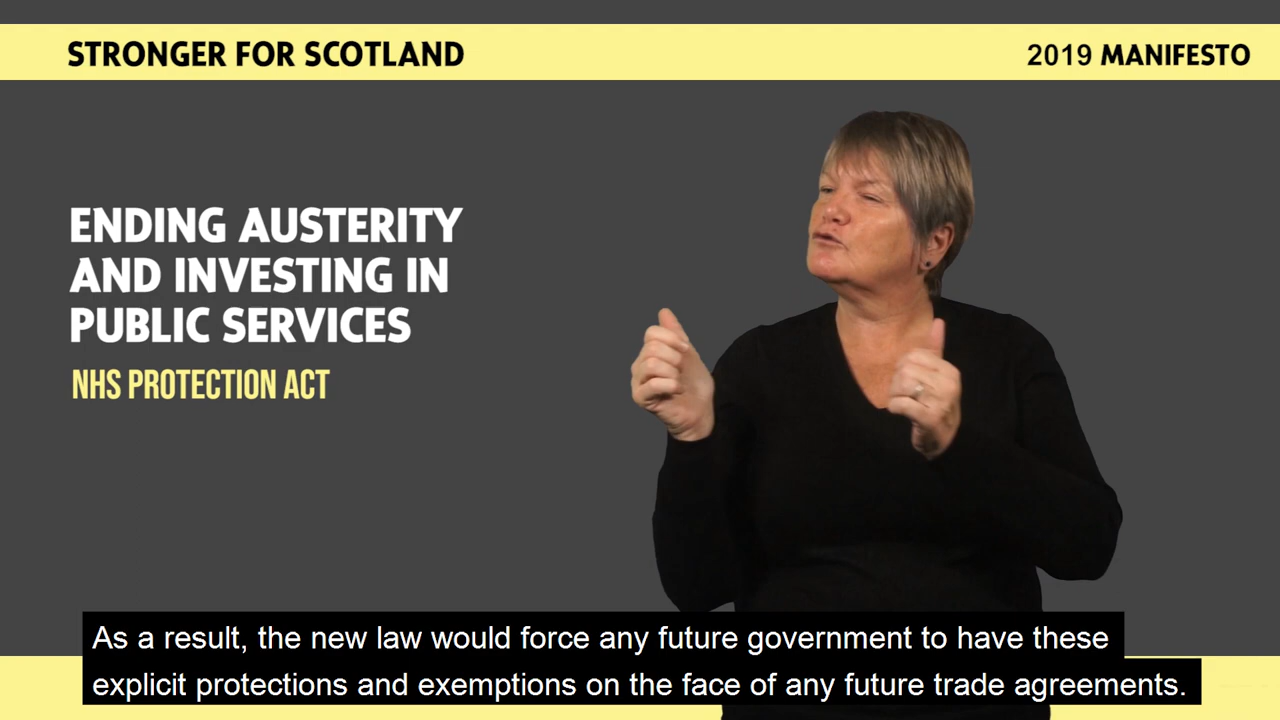 STRONGER FOR SCOTLAND
2019 MANIFESTO
ENDING AUSTERITY
AND INVESTING IN
PUBLIC SERVICES
NHS PROTECTION ACT
As a result, the new law would force any future government to have these
explicit protections and exemptions on the face of any future trade agreements.